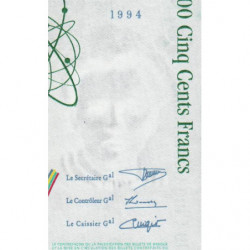 1994
00 Cinq Cents Francs
Le Secrétaire Gᵃˡ
Le Contrôleur Gᵃˡ
Le Caissier Gᵃˡ